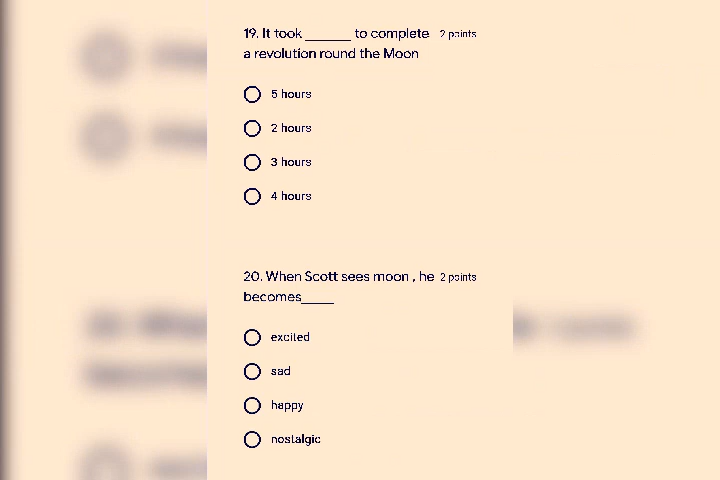 19. It took ______ to complete 2 points
a revolution round the Moon
5 hours
2 hours
3 hours
4 hours
20. When Scott sees moon , he 2 points
becomes____
excited
sad
happy
nostalgic